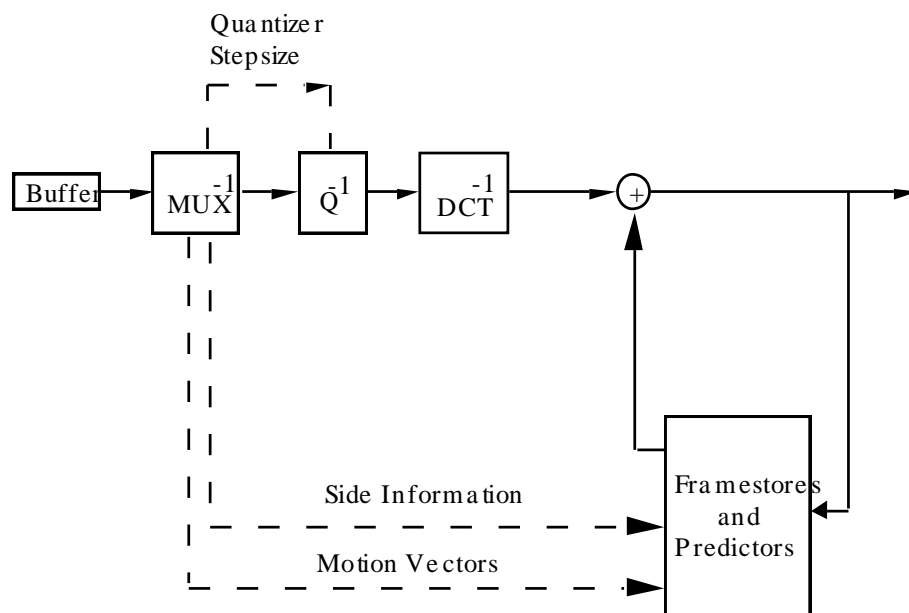 Quantizer
Stepsize
Buffer
MUX -1
Q -1
DCT -1
+
Side Information
Framestores
and
Predictors
Motion Vectors